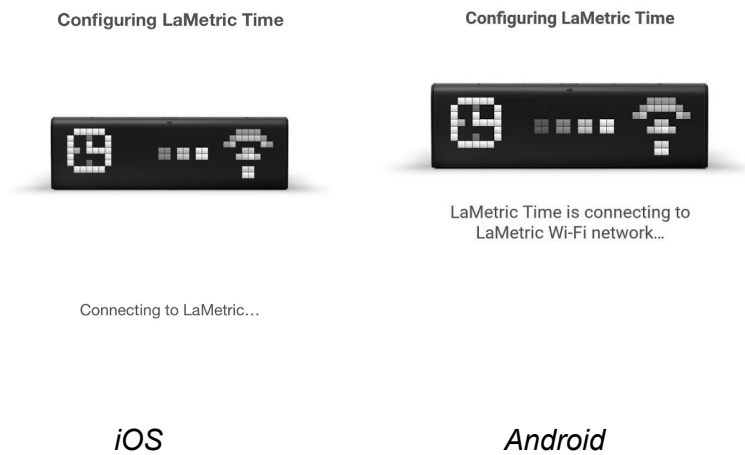 Configuring LaMetric Time
Connecting to LaMetric...
iOS
Configuring LaMetric Time
LaMetric Time is connecting to
LaMetric Wi-Fi network...
Android